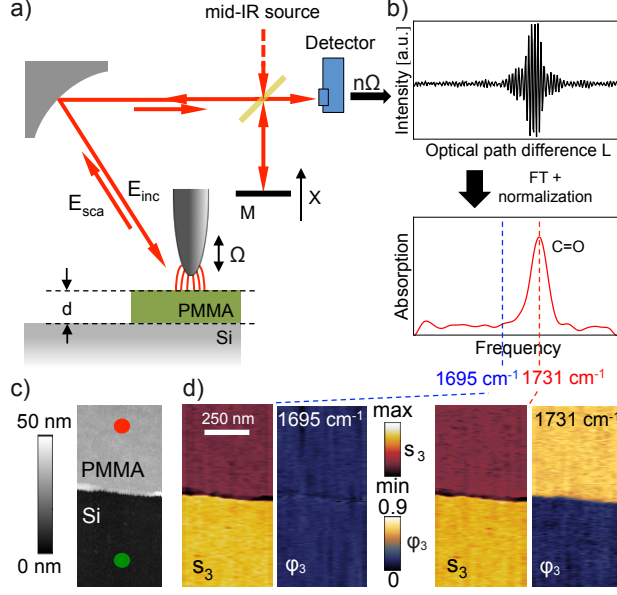 a)
mid-IR source
Detector
nΩ
E_inc
E_sca
M
X
Ω
d
PMMA
Si
b)
Intensity [a.u.]
Optical path difference L
FT +
normalization
Absorption
C=O
Frequency
1695 cm⁻¹
1731 cm⁻¹
c)
50 nm
0 nm
PMMA
Si
d)
250 nm
s₃
1695 cm⁻¹
φ₃
max
s₃
min
0.9
φ₃
0
s₃
1731 cm⁻¹
φ₃